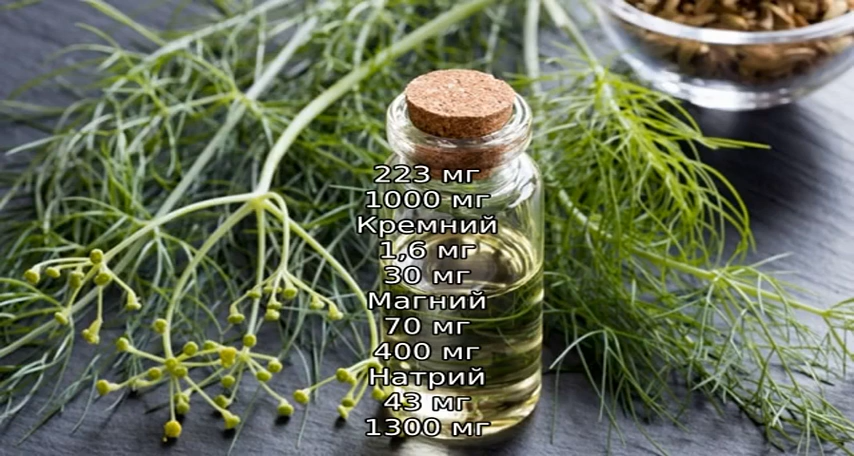 223 мг
1000 мг
Кремний
1,6 мг
30 мг
Магний
70 мг
400 мг
Натрий
43 мг
1300 мг